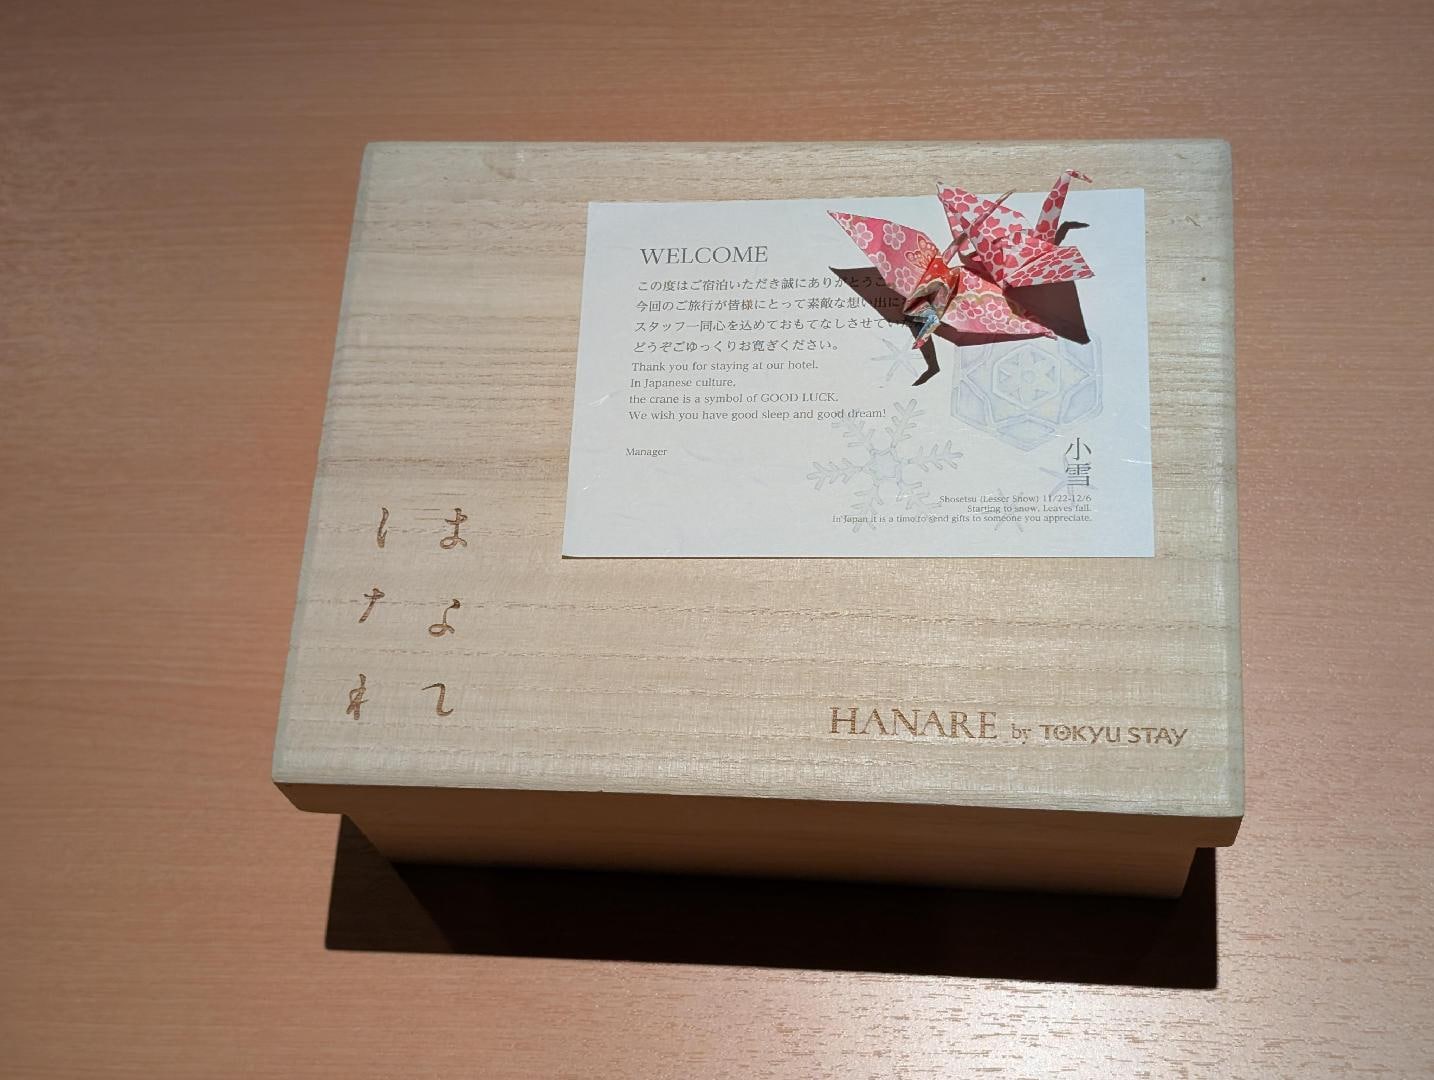 WELCOME
この度はご宿泊いただき誠にありがとうご
今回のご旅行が皆様にとって素敵な想い出に
スタッフ一同心を込めておもてなしさせてい
どうぞごゆっくりお寛ぎください。
Thank you for staying at our hotel.
In Japanese culture,
the crane is a symbol of GOOD LUCK.
We wish you have good sleep and good dream!
Manager
小雪
Shosetsu (Lesser Snow) 11/22-12/6
Starting to snow, Leaves fall.
In Japan it is a time to send gifts to someone you appreciate.
HANARE by TOKYU STAY